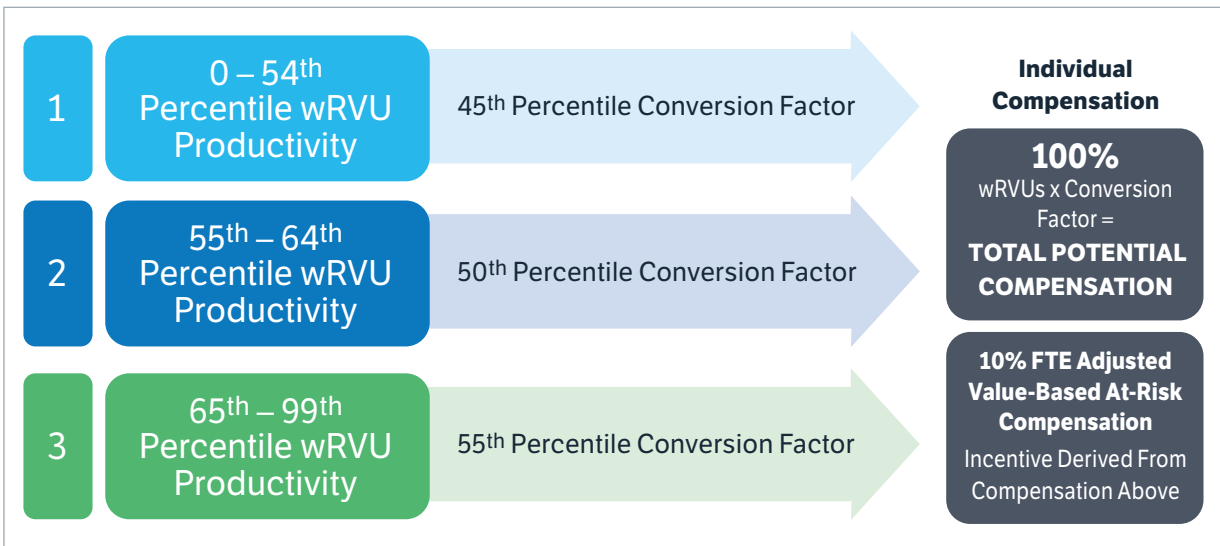 1
0 – 54th
Percentile wRVU
Productivity
45th Percentile Conversion Factor
2
55th – 64th
Percentile wRVU
Productivity
50th Percentile Conversion Factor
3
65th – 99th
Percentile wRVU
Productivity
55th Percentile Conversion Factor
Individual
Compensation
100%
wRVUs x Conversion
Factor =
TOTAL POTENTIAL
COMPENSATION
10% FTE Adjusted
Value-Based At-Risk
Compensation
Incentive Derived From
Compensation Above